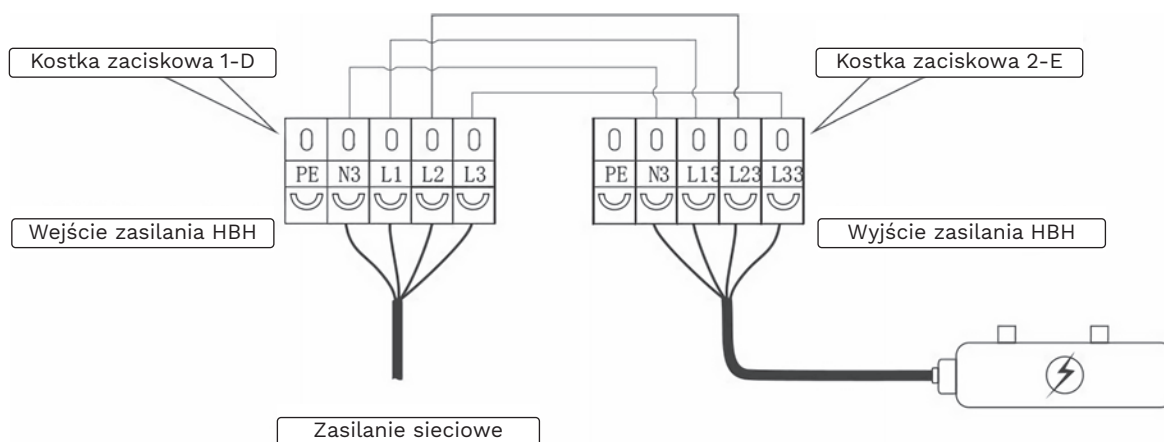 Kostka zaciskowa 1-D
Kostka zaciskowa 2-E
PE N3 L1 L2 L3
PE N3 L13 L23 L33
Wejście zasilania HBH
Wyjście zasilania HBH
Zasilanie sieciowe